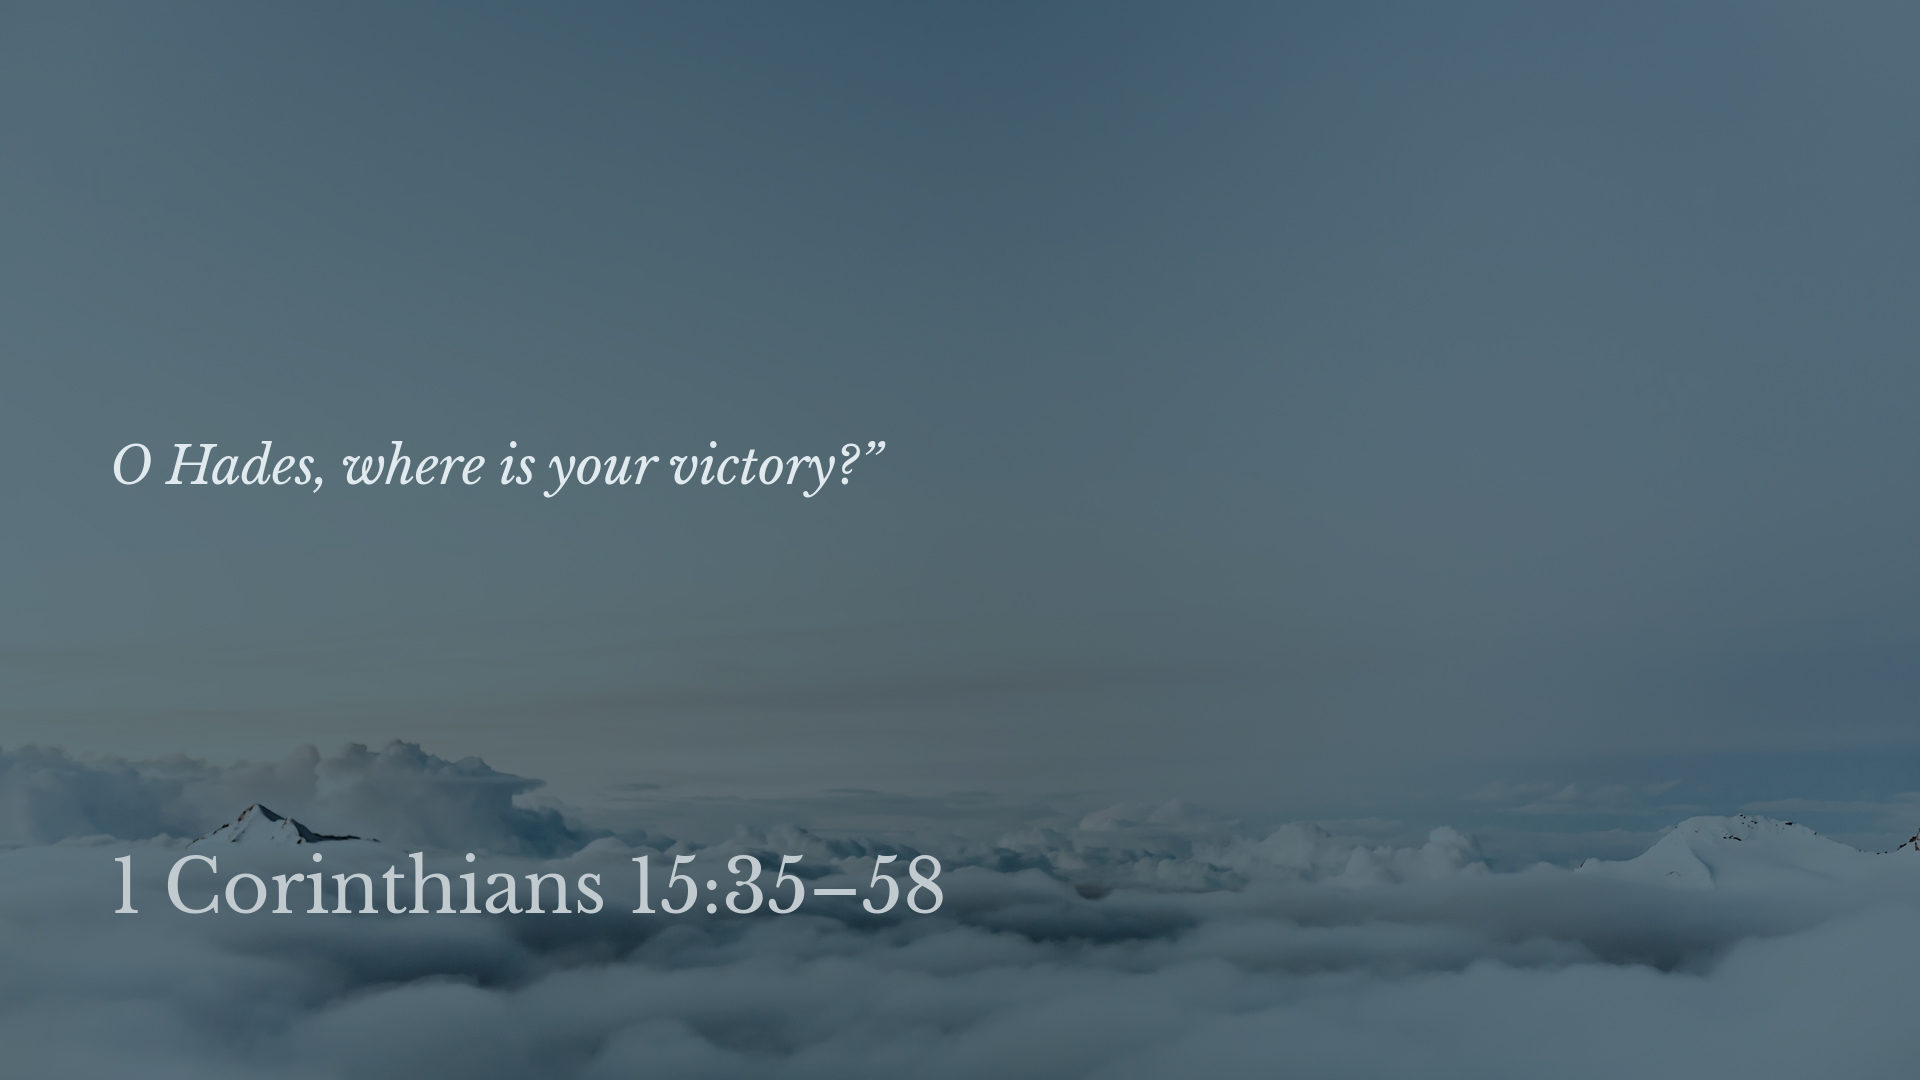 O Hades, where is your victory?”
1 Corinthians 15:35–58